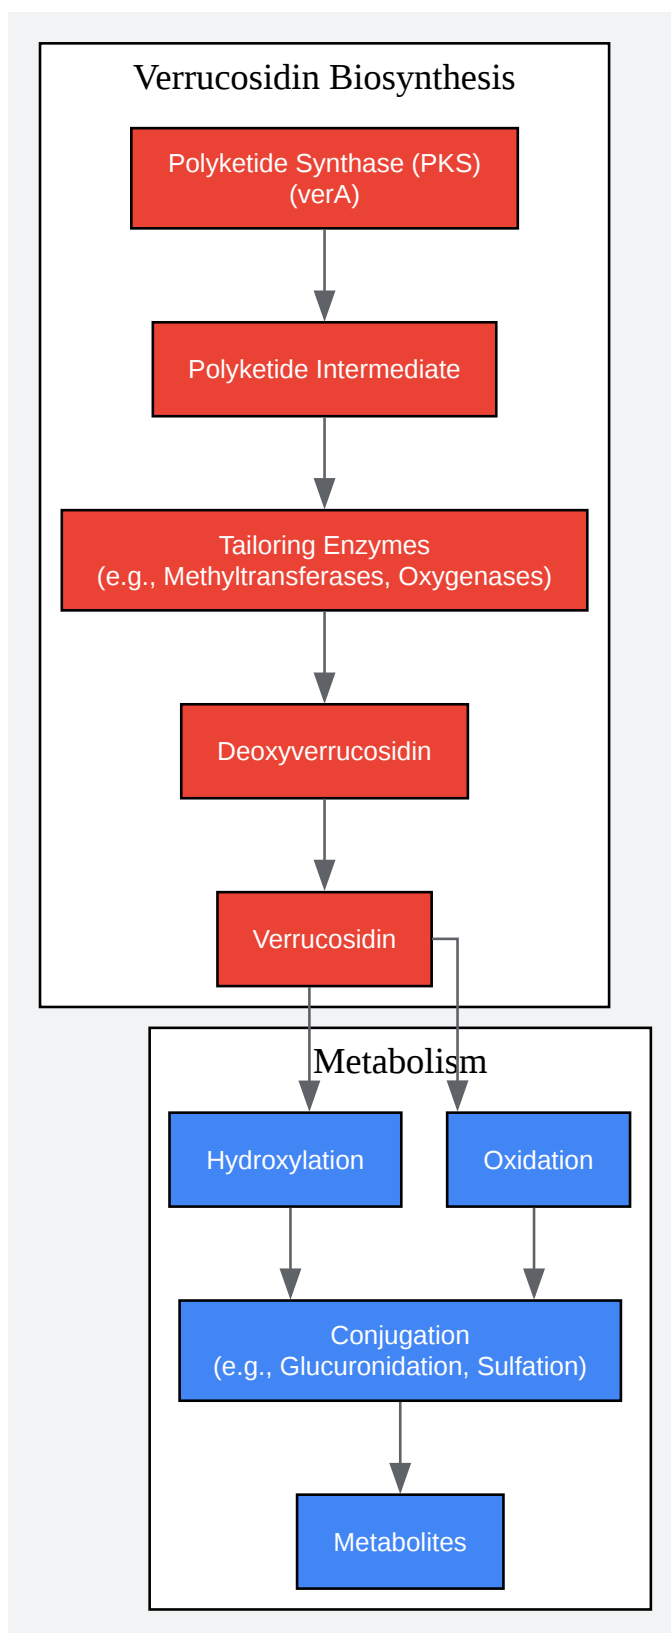 Verrucosidin Biosynthesis
Polyketide Synthase (PKS)
(verA)
Polyketide Intermediate
Tailoring Enzymes
(e.g., Methyltransferases, Oxygenases)
Deoxyverrucosidin
Verrucosidin
Metabolism
Hydroxylation
Oxidation
Conjugation
(e.g., Glucuronidation, Sulfation)
Metabolites